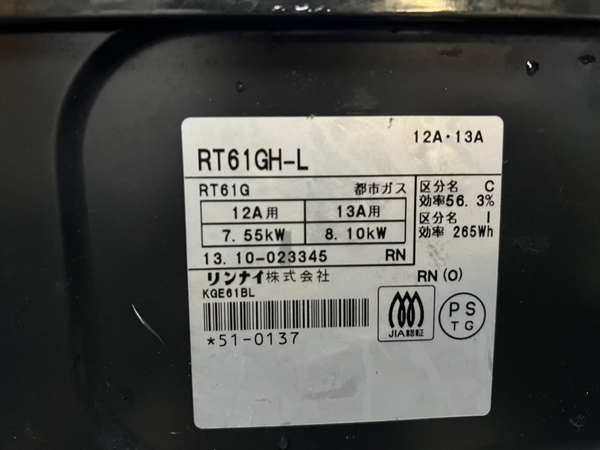 12A・13A
RT61GH-L
RT61G 都市ガス
12A用 13A用
7.55kW 8.10kW
区分名 C
効率56.3%
区分名 I
効率 265Wh
13.10-023345 RN
リンナイ株式会社 RN(O)
KGE61BL
*51-0137
JIA認証
PS
TG